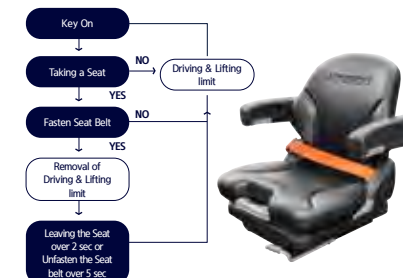 Key On
NO
Taking a Seat
Driving & Lifting
limit
YES
NO
Fasten Seat Belt
YES
Removal of
Driving & Lifting
limit
Leaving the Seat
over 2 sec or
Unfasten the Seat
belt over 5 sec